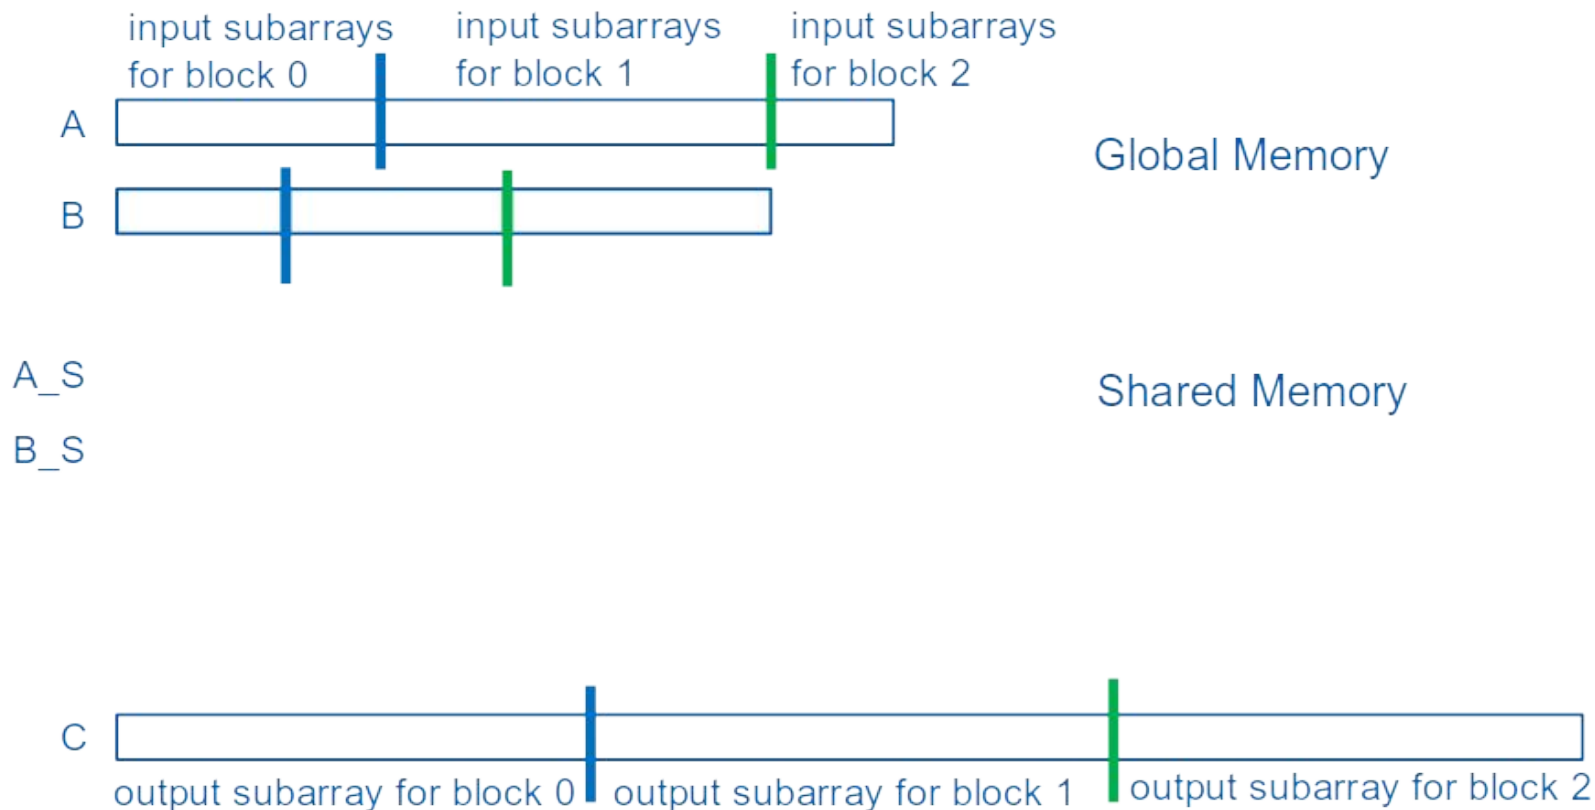 input subarrays
for block 0
input subarrays
for block 1
input subarrays
for block 2
A
Global Memory
B
A_S
Shared Memory
B_S
C
output subarray for block 0
output subarray for block 1
output subarray for block 2